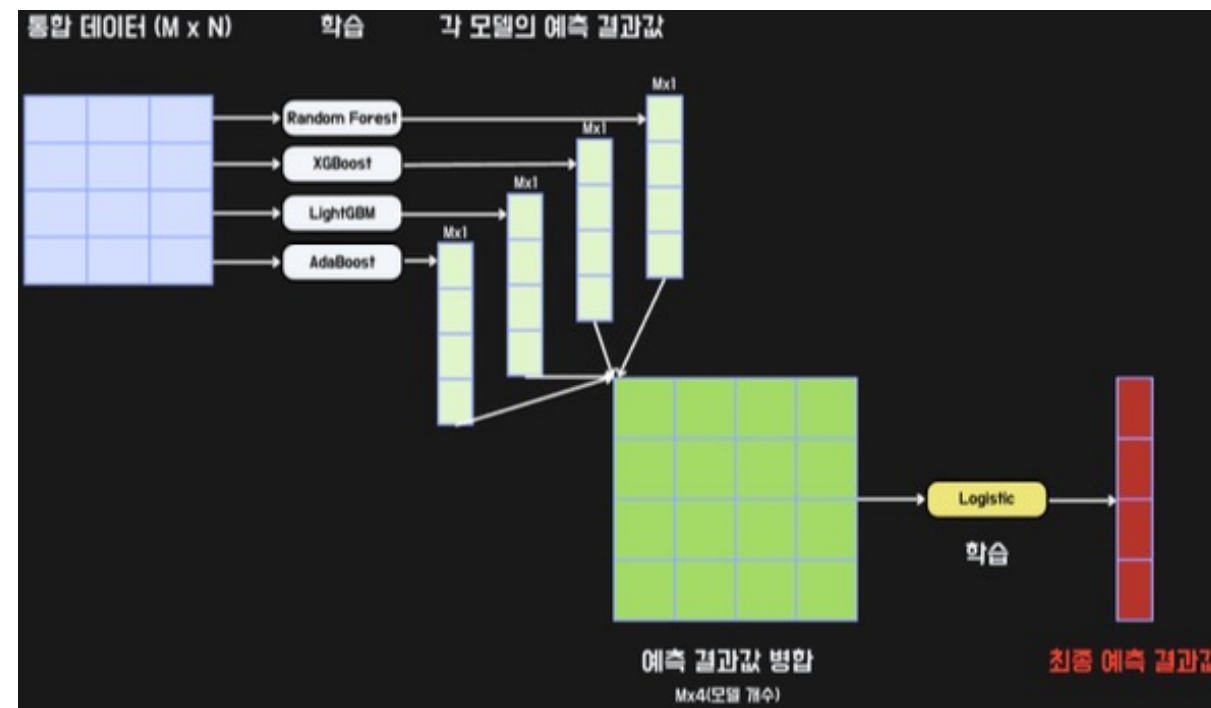 통합 데이터 (M x N)
학습
각 모델의 예측 결과값
Mx1
Random Forest
Mx1
XGBoost
Mx1
LightGBM
Mx1
AdaBoost
Logistic
학습
예측 결과값 병합
최종 예측 결과값
Mx4(모델 개수)